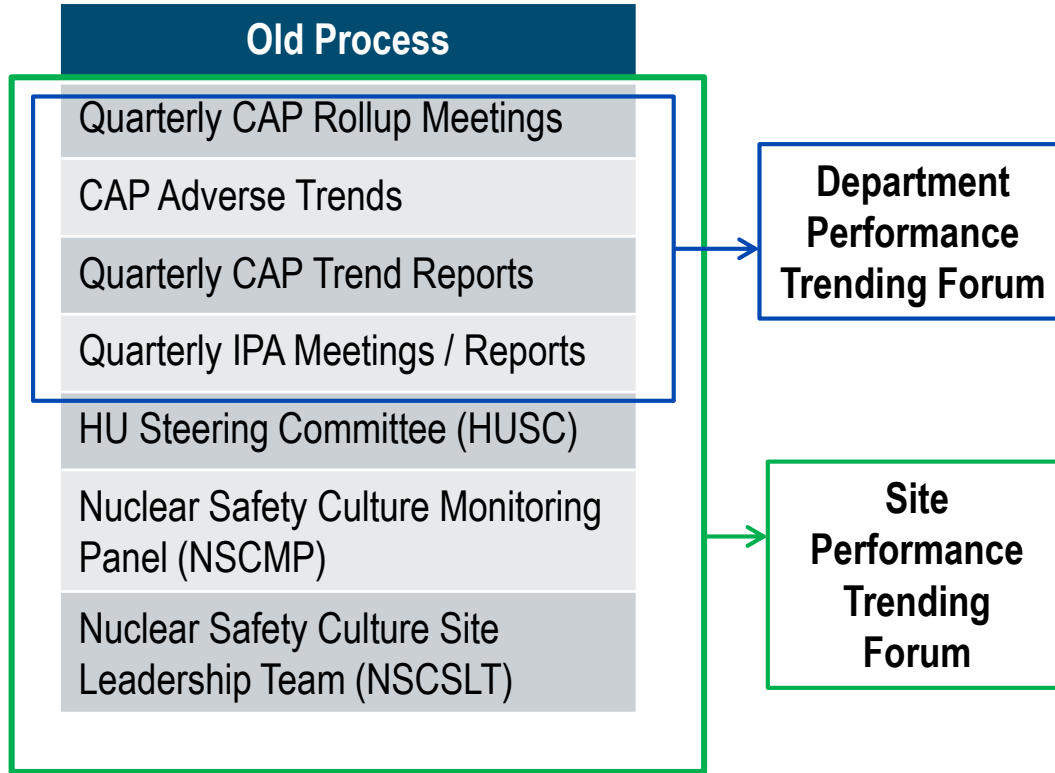 Old Process
Quarterly CAP Rollup Meetings
CAP Adverse Trends
Quarterly CAP Trend Reports
Quarterly IPA Meetings / Reports
HU Steering Committee (HUSC)
Nuclear Safety Culture Monitoring
Panel (NSCMP)
Nuclear Safety Culture Site
Leadership Team (NSCSLT)
Department
Performance
Trending Forum
Site
Performance
Trending
Forum